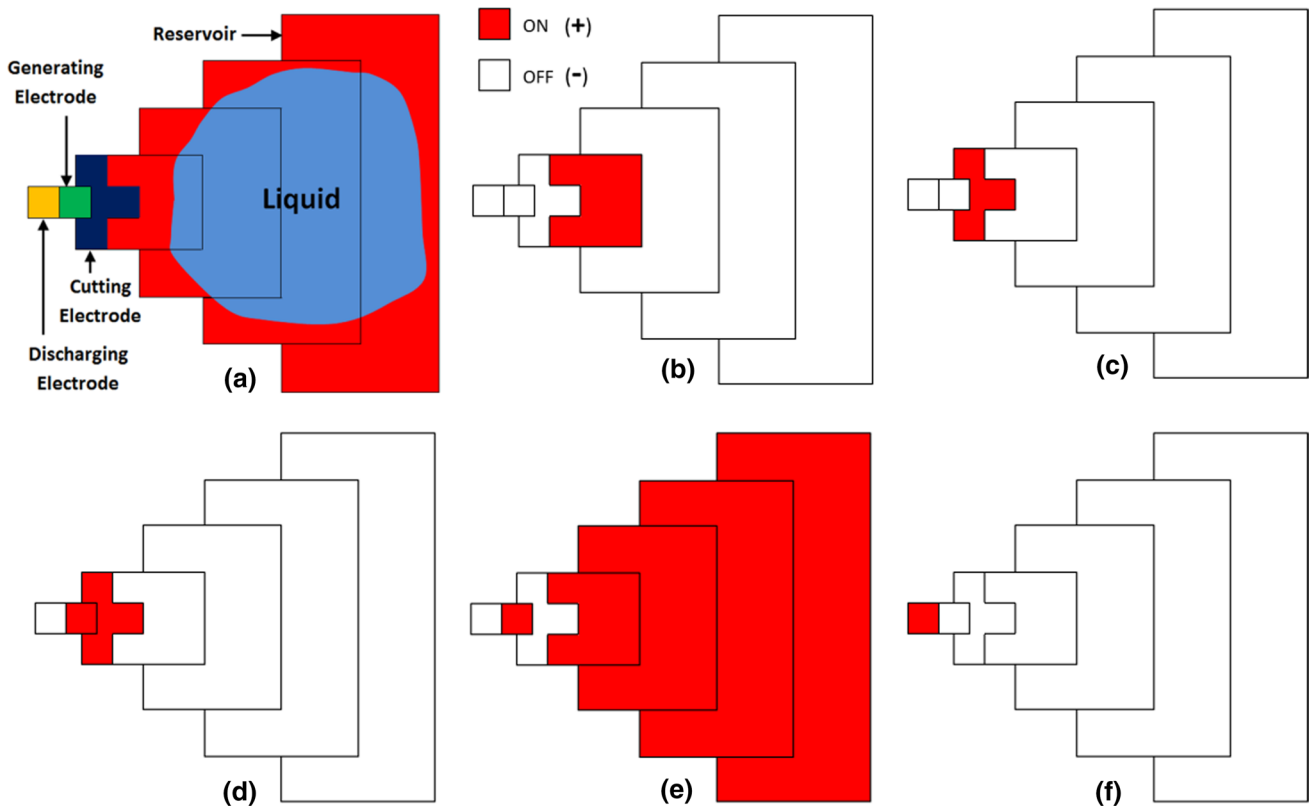 Reservoir
Generating
Electrode
Liquid
Cutting
Electrode
Discharging
Electrode
(a)
ON (+)
OFF (-)
(b)
(c)
(d)
(e)
(f)